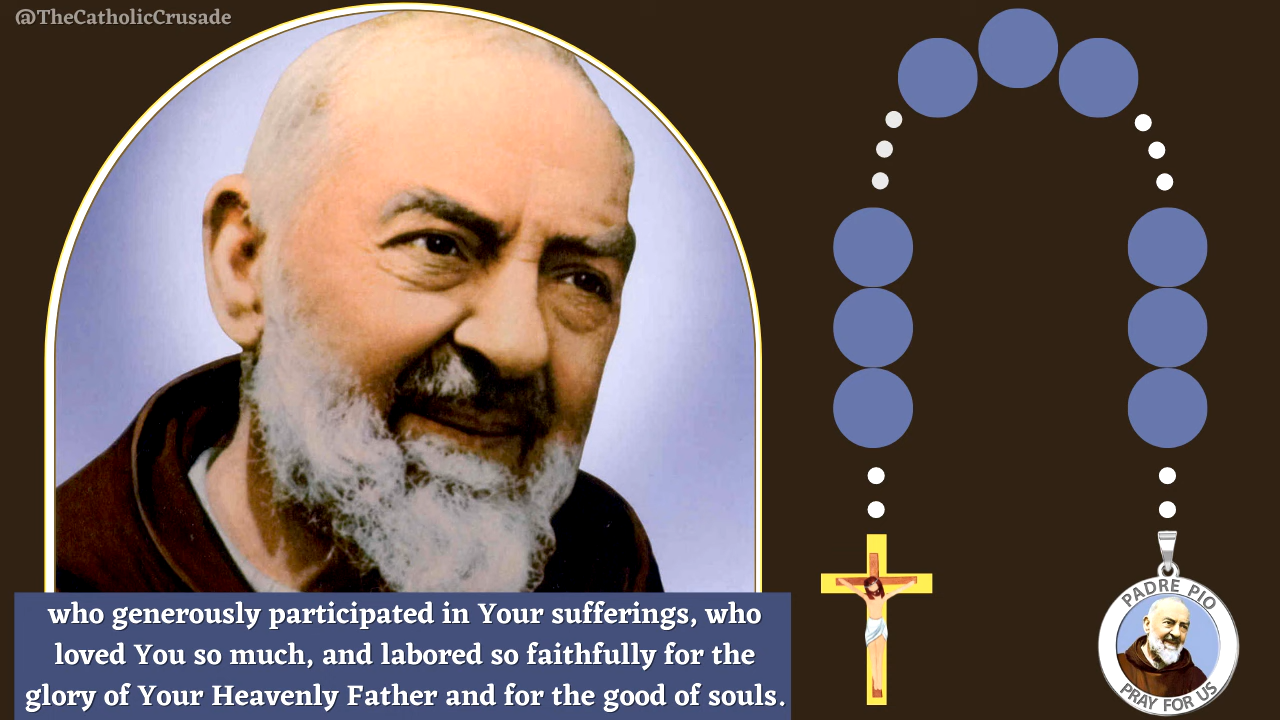 @TheCatholicCrusade
who generously participated in Your sufferings, who
loved You so much, and labored so faithfully for the
glory of Your Heavenly Father and for the good of souls.
PADRE PIO
PRAY FOR US